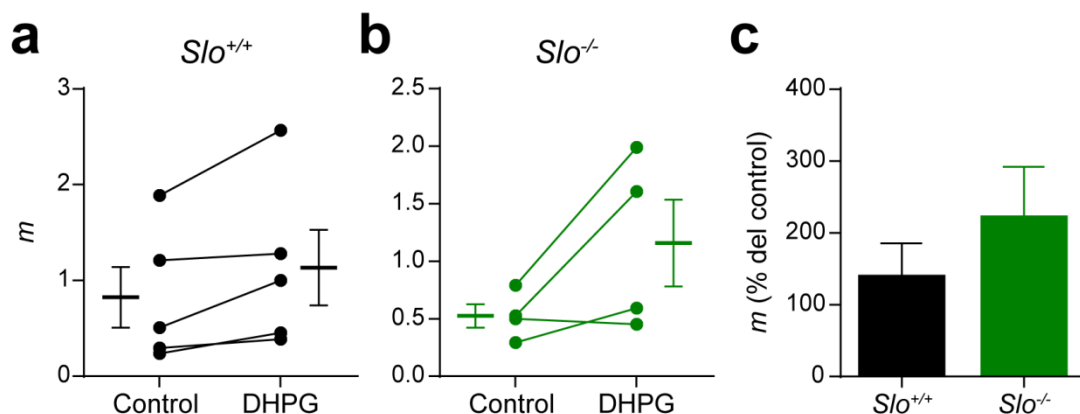 a
Slo+/+
3
2
1
0
m
Control
DHPG
b
Slo-/-
2.5
2.0
1.5
1.0
0.5
0.0
Control
DHPG
c
400
300
200
100
0
m (% del control)
Slo+/+
Slo-/-